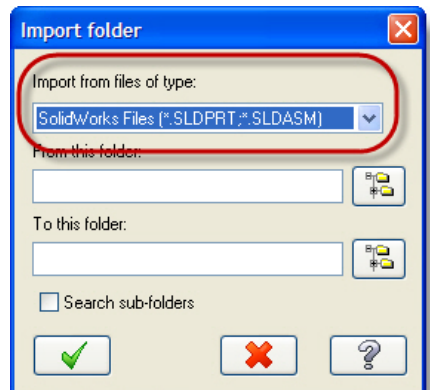 Import folder
Import from files of type:
SolidWorks Files (*.SLDPRT;*.SLDASM)
From this folder:
To this folder:
Search sub-folders